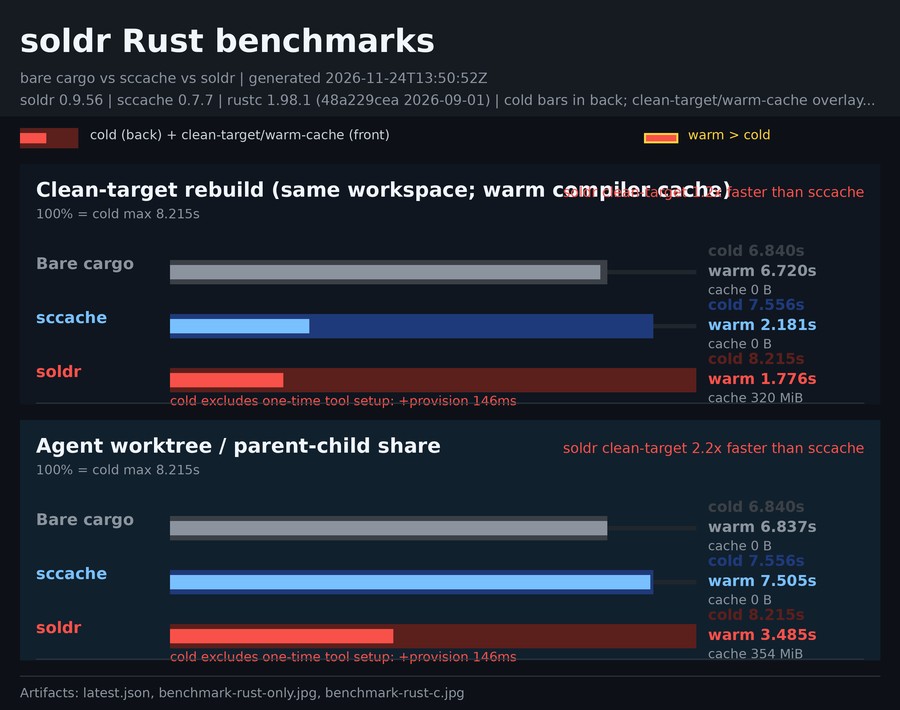 soldr Rust benchmarks
bare cargo vs sccache vs soldr | generated 2026-11-24T13:50:52Z
soldr 0.9.56 | sccache 0.7.7 | rustc 1.98.1 (48a229cea 2026-09-01) | cold bars in back; clean-target/warm-cache overlay...
cold (back) + clean-target/warm-cache (front)
warm > cold
Clean-target rebuild (same workspace; warm compiler cache)
soldr clean-target 1.2x faster than sccache
100% = cold max 8.215s
Bare cargo
cold 6.840s
warm 6.720s
cache 0 B
sccache
cold 7.556s
warm 2.181s
cache 0 B
soldr
cold 8.215s
warm 1.776s
cache 320 MiB
cold excludes one-time tool setup: +provision 146ms
Agent worktree / parent-child share
soldr clean-target 2.2x faster than sccache
100% = cold max 8.215s
Bare cargo
cold 6.840s
warm 6.837s
cache 0 B
sccache
cold 7.556s
warm 7.505s
cache 0 B
soldr
cold 8.215s
warm 3.485s
cache 354 MiB
cold excludes one-time tool setup: +provision 146ms
Artifacts: latest.json, benchmark-rust-only.jpg, benchmark-rust-c.jpg